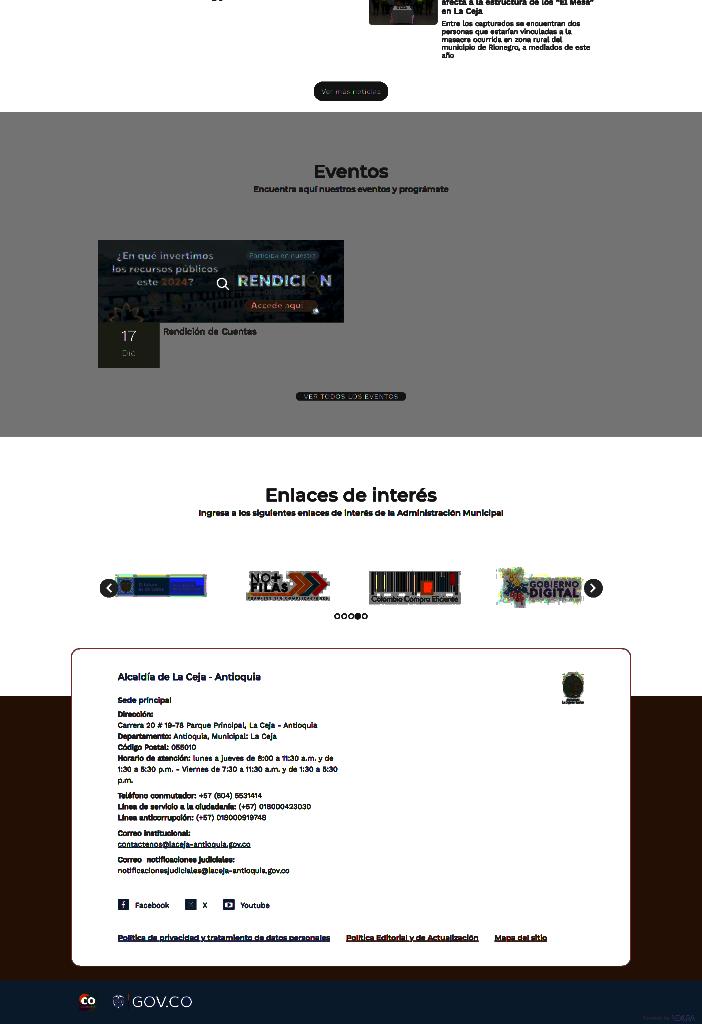 afecta a la estructura de los "El Mesa"
en La Ceja
Entre los capturados se encuentran dos
personas que estarían vinculadas a la
masacre ocurrida en zona rural del
municipio de Rionegro, a mediados de este
año
Ver más noticias
Eventos
Encuentra aquí nuestros eventos y prográmate
¿En qué invertimos
los recursos públicos
este 2024?
Participa en nuestra
RENDICIÓN
Accede aquí
17
Dic
Rendición de Cuentas
VER TODOS LOS EVENTOS
Enlaces de interés
Ingresa a los siguientes enlaces de interés de la Administración Municipal
NO+
FILAS
Colombia Compra Eficiente
GOBIERNO
DIGITAL
Alcaldía de La Ceja - Antioquia
Sede principal
Dirección:
Carrera 20 # 19-78 Parque Principal, La Ceja - Antioquia
Departamento: Antioquia, Municipal: La Ceja
Código Postal: 055010
Horario de atención: lunes a jueves de 8:00 a 11:30 a.m. y de
1:30 a 5:30 p.m. - Viernes de 7:30 a 11:30 a.m. y de 1:30 a 5:30
p.m.
Teléfono conmutador: +57 (604) 5531414
Línea de servicio a la ciudadanía: (+57) 018000423030
Línea anticorrupción: (+57) 018000919748
Correo institucional:
contactenos@laceja-antioquia.gov.co
Correo notificaciones judiciales:
notificacionesjudiciales@laceja-antioquia.gov.co
Facebook X Youtube
Política de privacidad y tratamiento de datos personales Política Editorial y de Actualización Mapa del sitio
CO GOV.CO